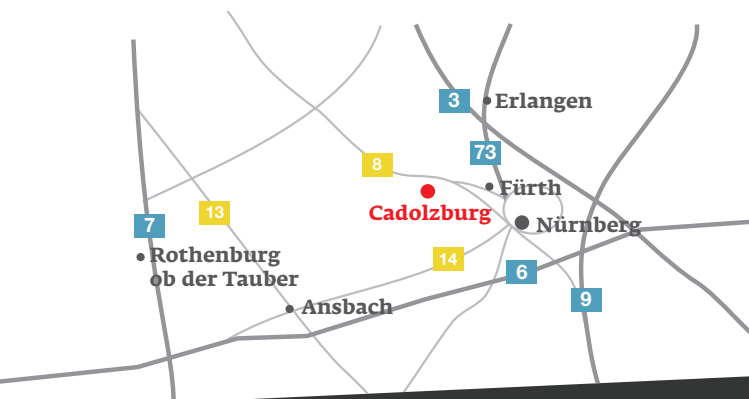 3
Erlangen
73
8
Fürth
Cadolzburg
13
7
Nürnberg
Rothenburg
ob der Tauber
14
6
9
Ansbach